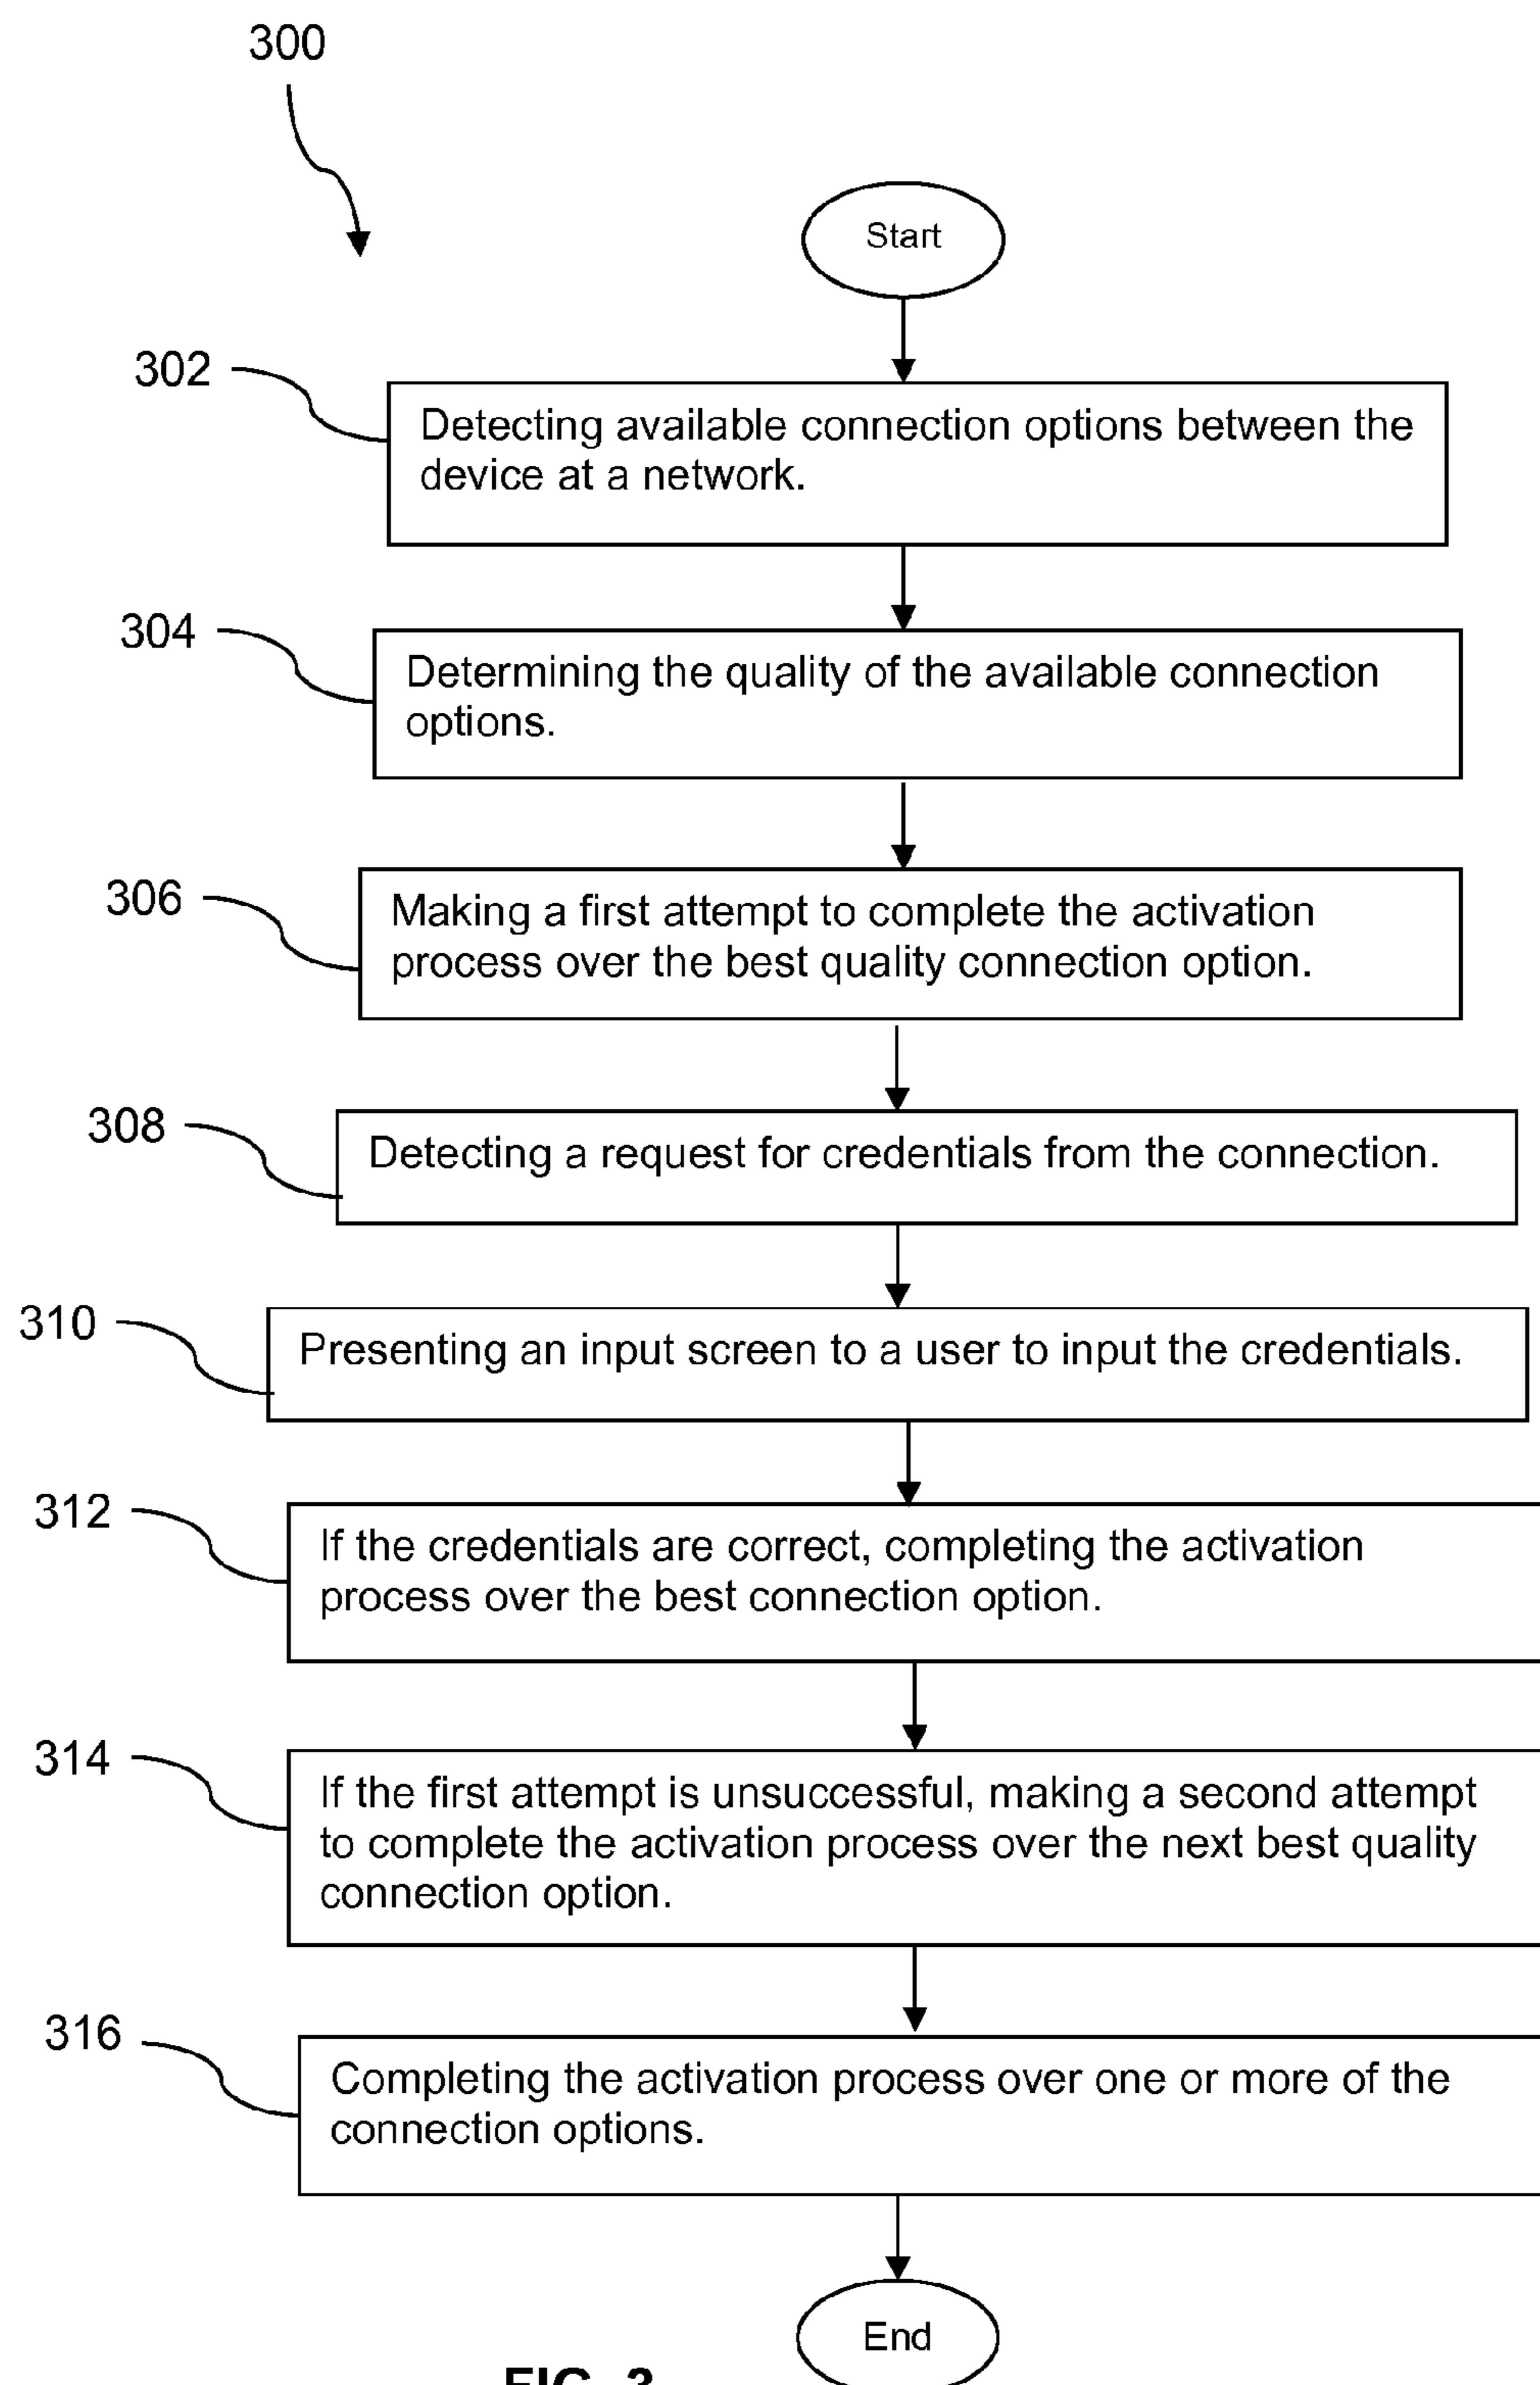 300
Start
302
Detecting available connection options between the
device at a network.
304
Determining the quality of the available connection
options.
306
Making a first attempt to complete the activation
process over the best quality connection option.
308
Detecting a request for credentials from the connection.
310
Presenting an input screen to a user to input the credentials.
312
If the credentials are correct, completing the activation
process over the best connection option.
314
If the first attempt is unsuccessful, making a second attempt
to complete the activation process over the next best quality
connection option.
316
Completing the activation process over one or more of the
connection options.
End
FIG. 3